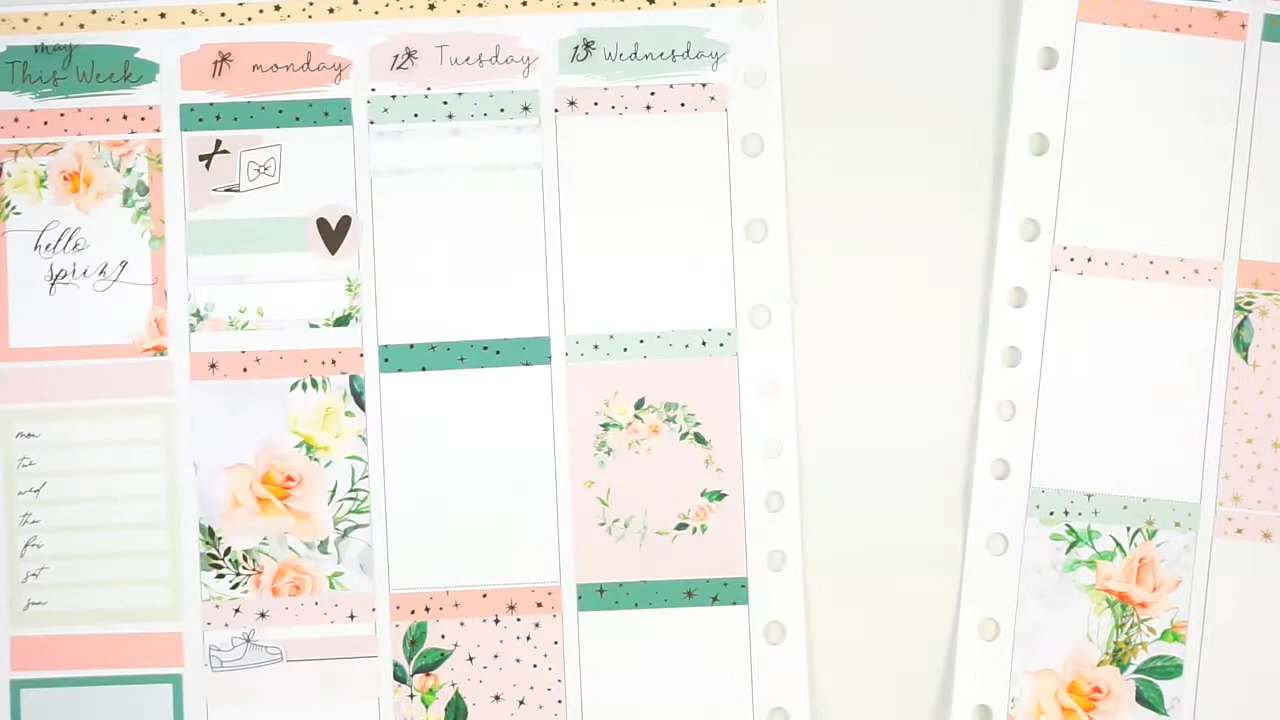 may
This Week
11 monday
12 Tuesday
13 Wednesday
hello
spring
mon
tue
wed
thu
fri
sat
sun